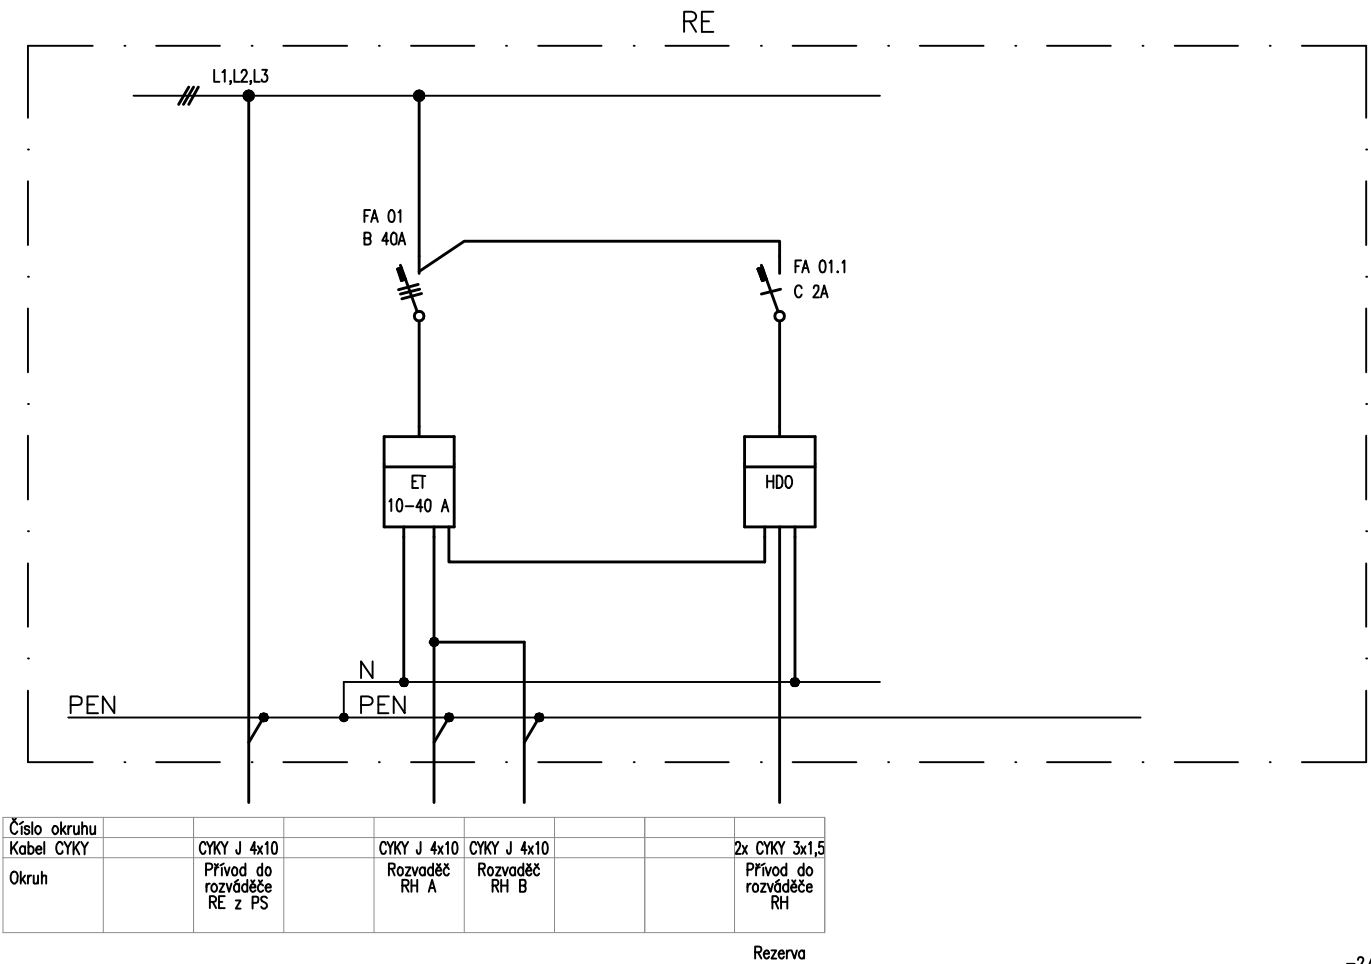 RE
L1,L2,L3
FA 01
B 40A
FA 01.1
C 2A
ET
10-40 A
HDO
N
PEN
PEN
Číslo okruhu
Kabel CYKY
CYKY J 4x10
CYKY J 4x10
CYKY J 4x10
2x CYKY 3x1,5
Okruh
Přívod do
rozváděče
RE z PS
Rozvaděč
RH A
Rozvaděč
RH B
Přívod do
rozváděče
RH
Rezerva